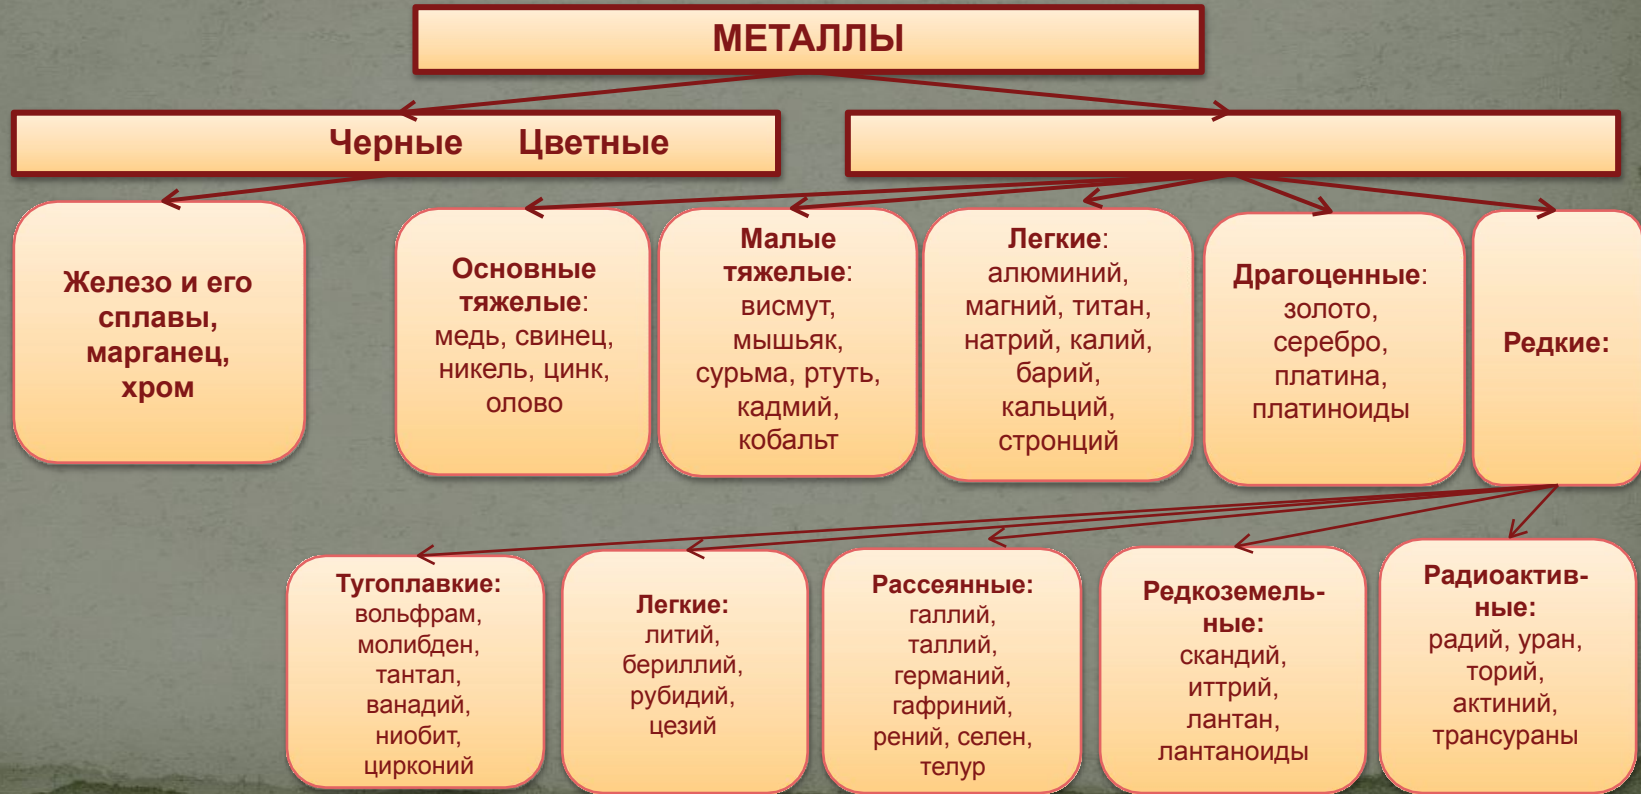 МЕТАЛЛЫ
Черные Цветные
Железо и его
сплавы,
марганец,
хром
Основные
тяжелые:
медь, свинец,
никель, цинк,
олово
Малые
тяжелые:
висмут,
мышьяк,
сурьма, ртуть,
кадмий,
кобальт
Легкие:
алюминий,
магний, титан,
натрий, калий,
барий,
кальций,
стронций
Драгоценные:
золото,
серебро,
платина,
платиноиды
Редкие:
Тугоплавкие:
вольфрам,
молибден,
тантал,
ванадий,
ниобит,
цирконий
Легкие:
литий,
бериллий,
рубидий,
цезий
Рассеянные:
галлий,
таллий,
германий,
гафриний,
рений, селен,
телур
Редкоземель-
ные:
скандий,
иттрий,
лантан,
лантаноиды
Радиоактив-
ные:
радий, уран,
торий,
актиний,
трансураны